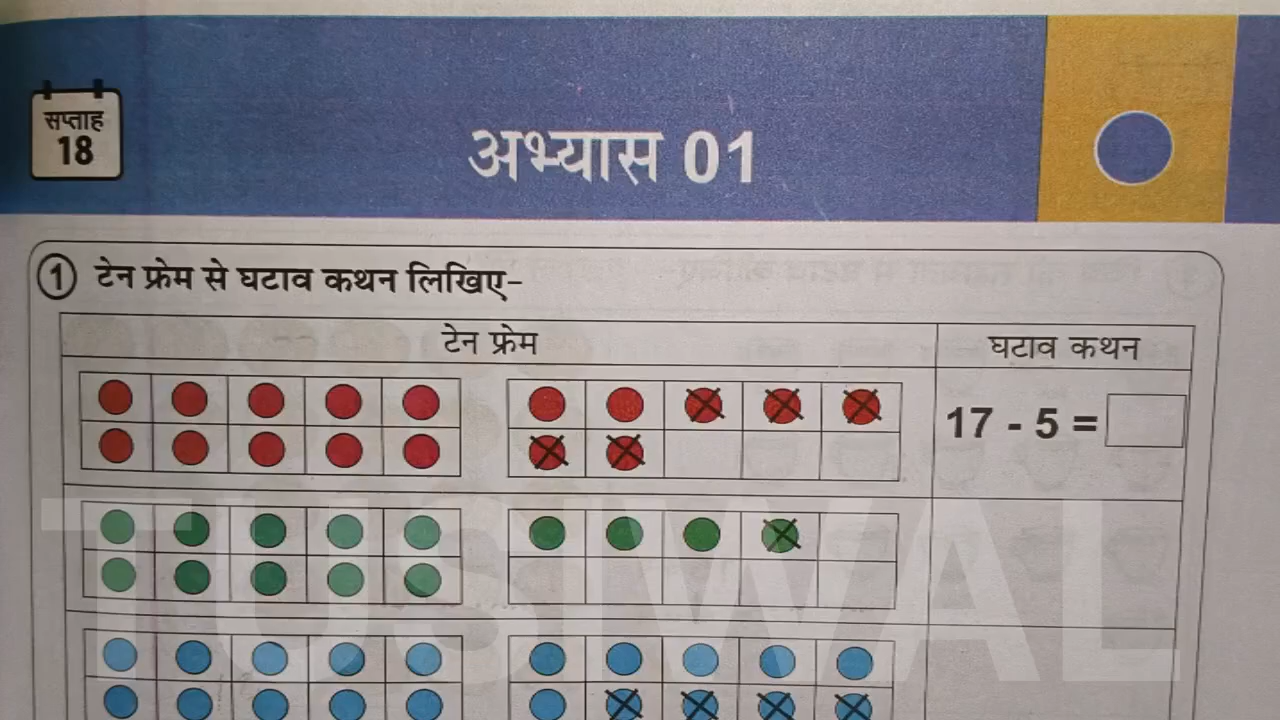 सप्ताह
18
अभ्यास 01
1 टेन फ्रेम से घटाव कथन लिखिए-
टेन फ्रेम
घटाव कथन
17 - 5 =
TUSIWAL